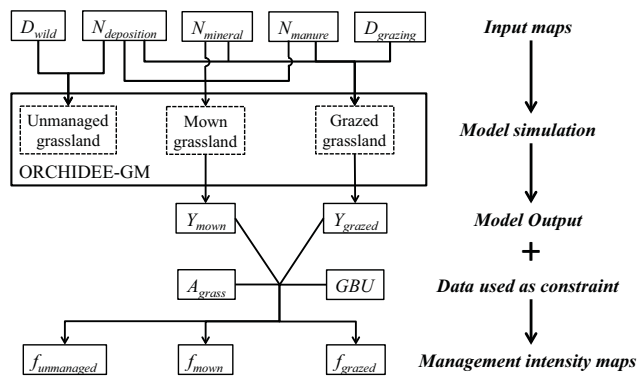 D_wild N_deposition N_mineral N_manure D_grazing Input maps
Unmanaged grassland
Mown grassland
Grazed grassland
Model simulation
ORCHIDEE-GM
Y_mown Y_grazed Model Output
+
A_grass GBU Data used as constraint
f_unmanaged f_mown f_grazed Management intensity maps